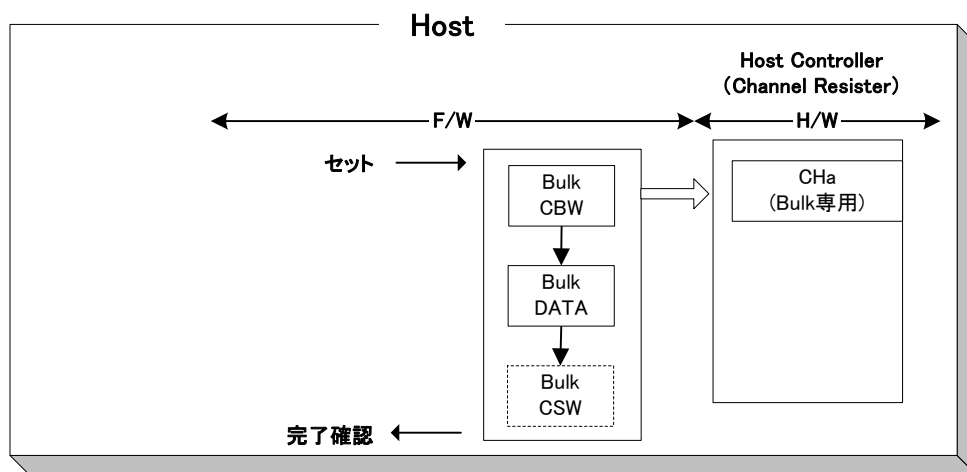 Host
Host Controller
(Channel Resister)
F/W
H/W
セット
Bulk
CBW
CHa
(Bulk専用)
Bulk
DATA
Bulk
CSW
完了確認